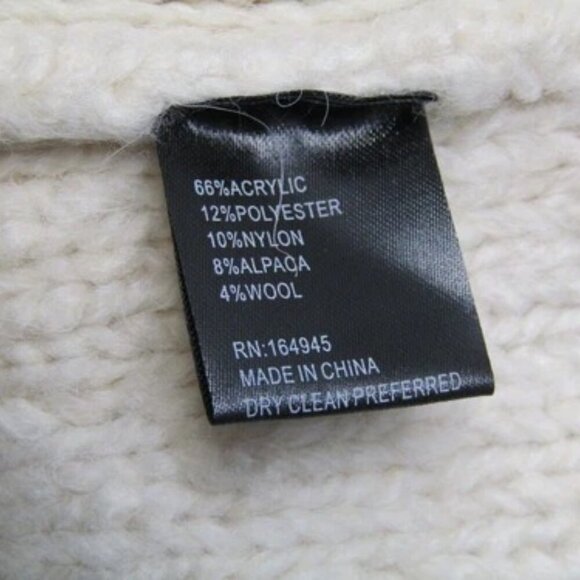 66%ACRYLIC
12%POLYESTER
10%NYLON
8%ALPACA
4%WOOL
RN:164945
MADE IN CHINA
DRY CLEAN PREFERRED